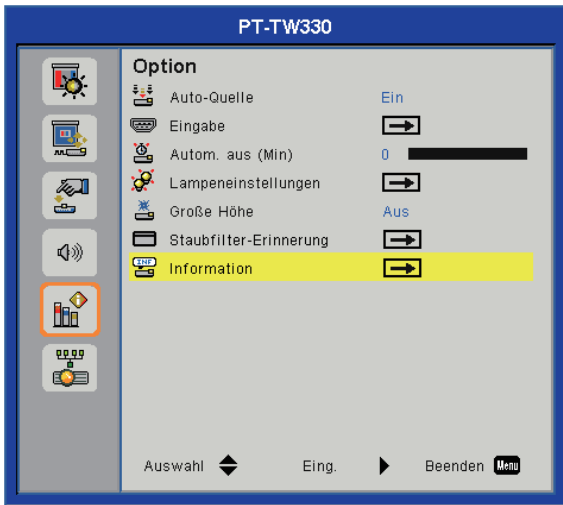 PT-TW330
Option
Auto-Quelle Ein
Eingabe
Autom. aus (Min) 0
Lampeneinstellungen
Große Höhe Aus
Staubfilter-Erinnerung
INF Information
Auswahl Eing. Beenden Menu